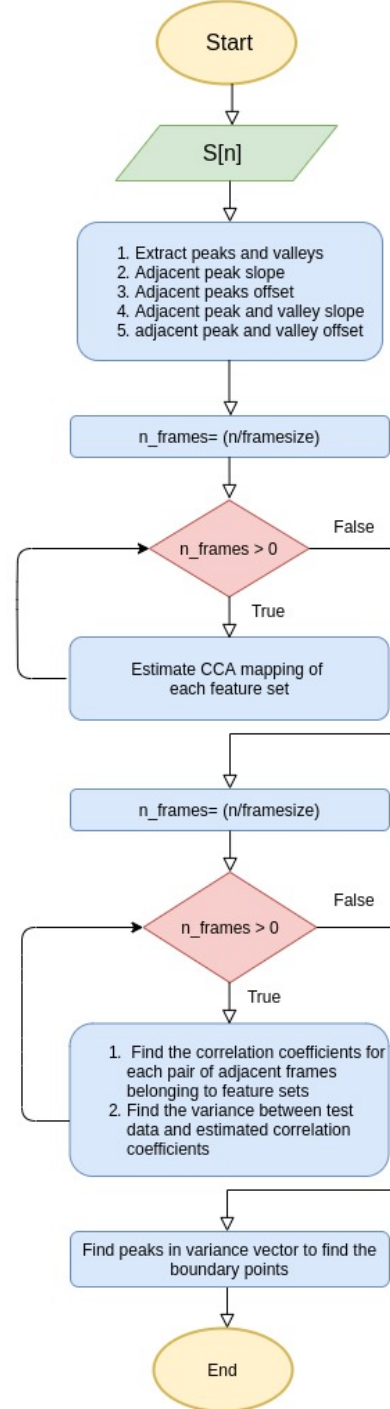 Start
S[n]
1. Extract peaks and valleys
2. Adjacent peak slope
3. Adjacent peaks offset
4. Adjacent peak and valley slope
5. adjacent peak and valley offset
n_frames= (n/framesize)
n_frames > 0
False
True
Estimate CCA mapping of
each feature set
n_frames= (n/framesize)
n_frames > 0
False
True
1. Find the correlation coefficients for
each pair of adjacent frames
belonging to feature sets
2. Find the variance between test
data and estimated correlation
coefficients
Find peaks in variance vector to find the
boundary points
End